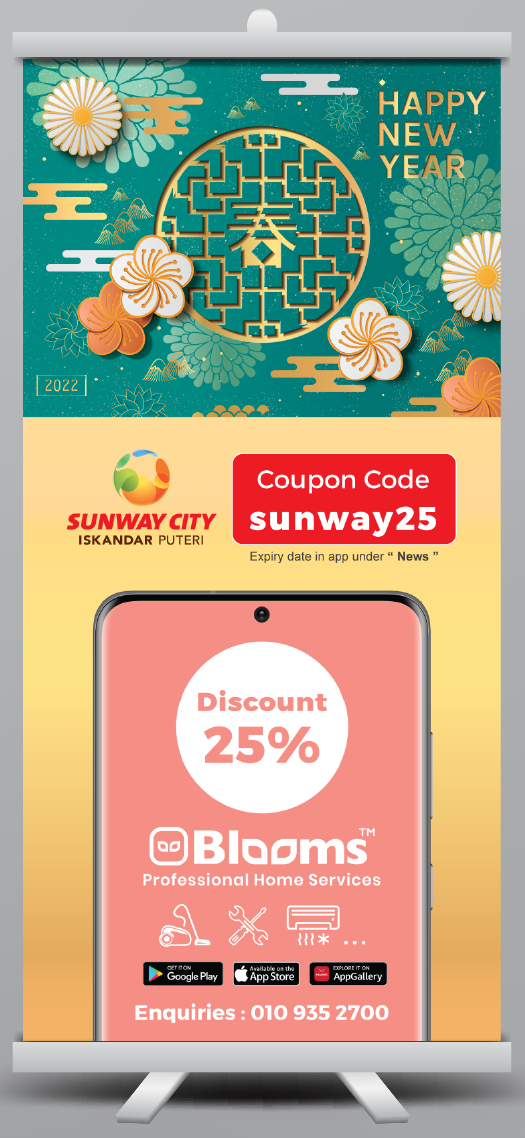 HAPPY
NEW
YEAR
春
2022
SUNWAY CITY
ISKANDAR PUTERI
Coupon Code
sunway25
Expiry date in app under “ News ”
Discount
25%
Blooms™
Professional Home Services
...
GET IT ON
Google Play
Available on the
App Store
EXPLORE IT ON
AppGallery
Enquiries : 010 935 2700